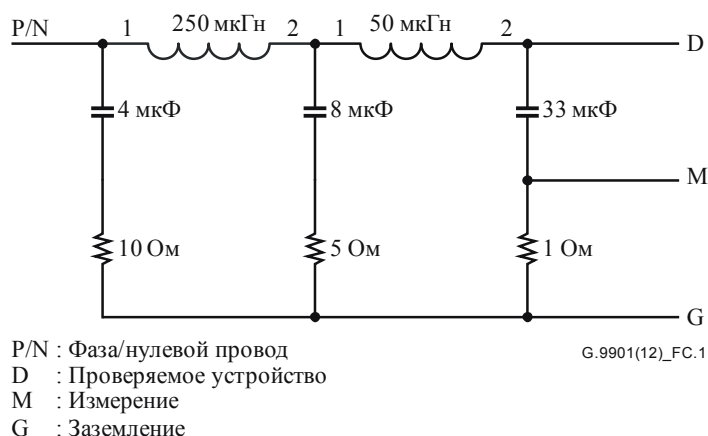 P/N 1 250 мкГн 2 1 50 мкГн 2 D
4 мкФ 8 мкФ 33 мкФ
M
10 Ом 5 Ом 1 Ом
G
P/N : Фаза/нулевой провод G.9901(12)_FC.1
D : Проверяемое устройство
M : Измерение
G : Заземление